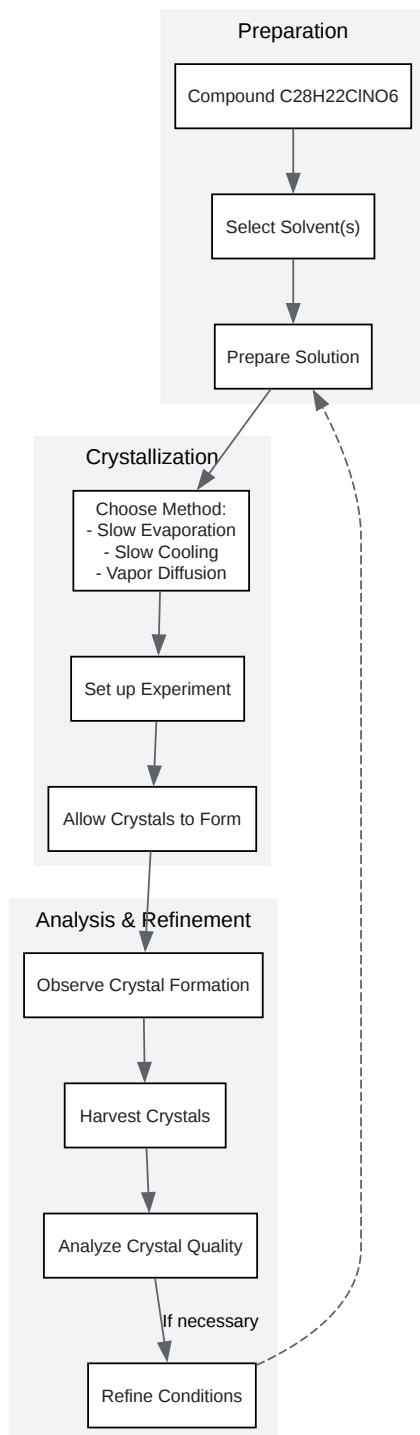 Preparation
Compound C28H22ClNO6
Select Solvent(s)
Prepare Solution
Crystallization
Choose Method:
- Slow Evaporation
- Slow Cooling
- Vapor Diffusion
Set up Experiment
Allow Crystals to Form
Analysis & Refinement
Observe Crystal Formation
Harvest Crystals
Analyze Crystal Quality
If necessary
Refine Conditions